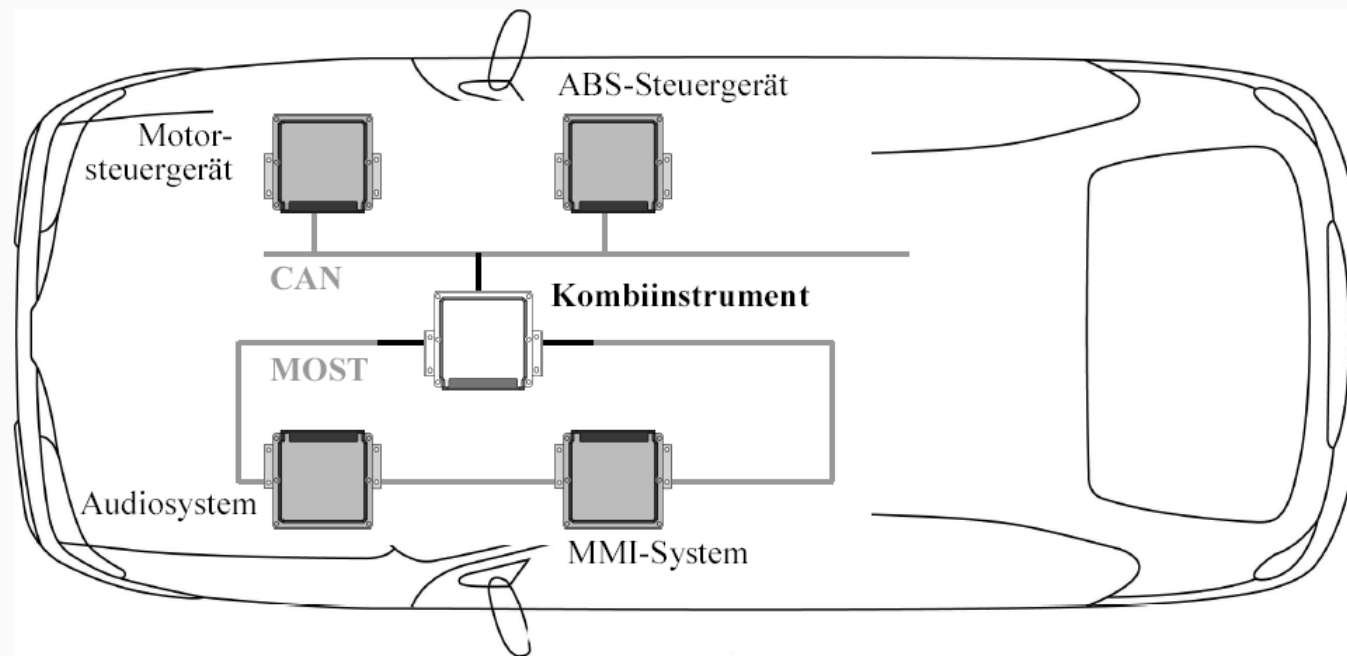 ABS-Steuergerät
Motor-
steuergerät
CAN
Kombiinstrument
MOST
Audiosystem
MMI-System